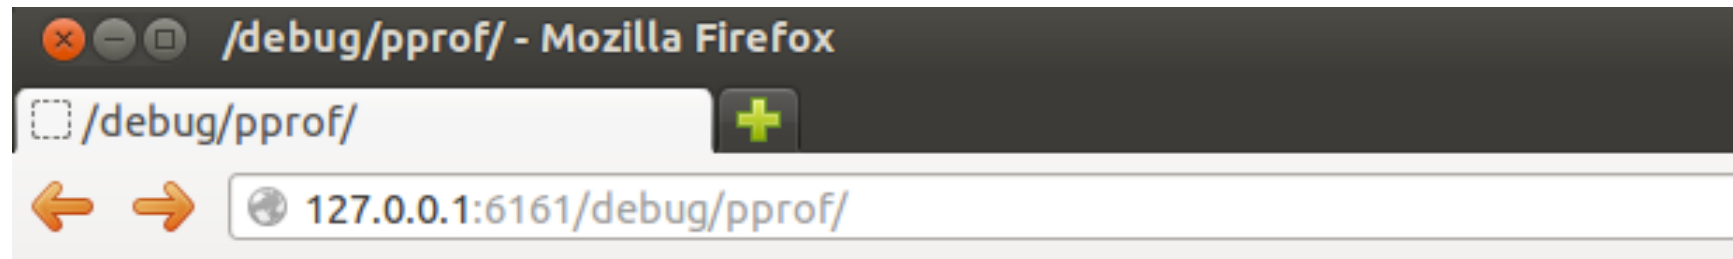 /debug/pprof/ - Mozilla Firefox
/debug/pprof/
127.0.0.1:6161/debug/pprof/